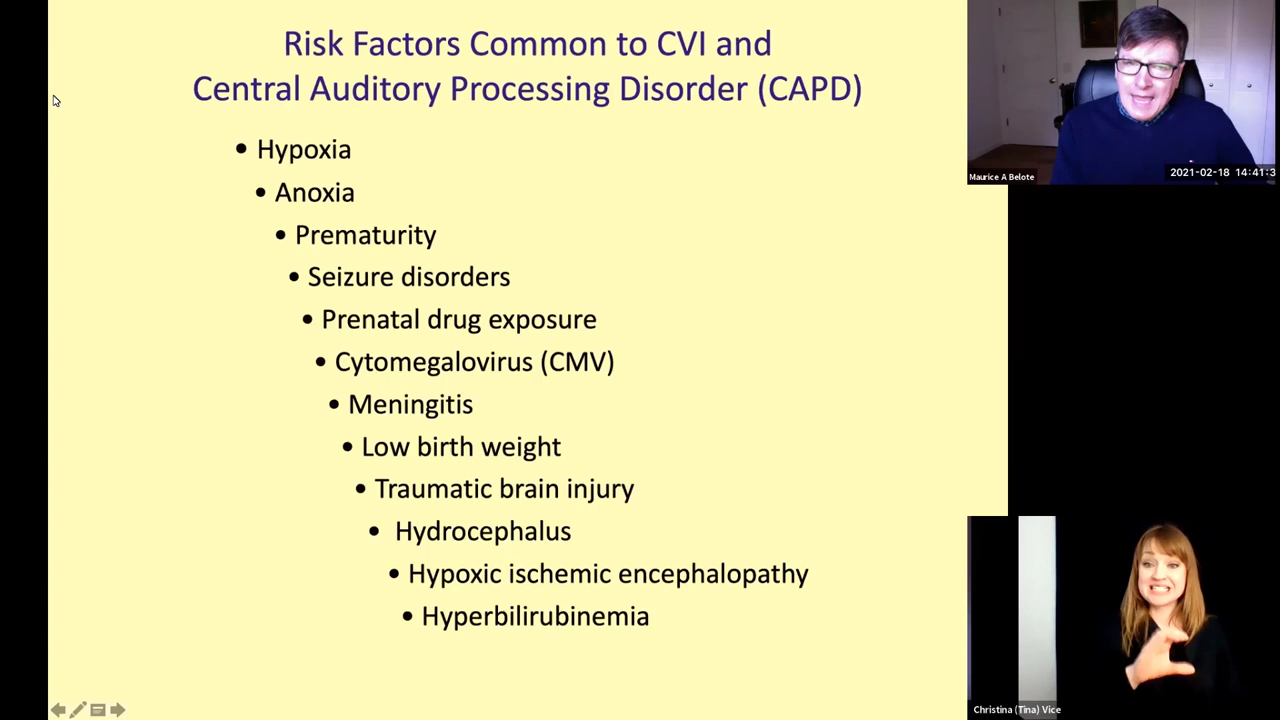 Risk Factors Common to CVI and
Central Auditory Processing Disorder (CAPD)
• Hypoxia
• Anoxia
• Prematurity
• Seizure disorders
• Prenatal drug exposure
• Cytomegalovirus (CMV)
• Meningitis
• Low birth weight
• Traumatic brain injury
• Hydrocephalus
• Hypoxic ischemic encephalopathy
• Hyperbilirubinemia
Maurice A Belote
2021-02-18 14:41:3
Christina (Tina) Vice